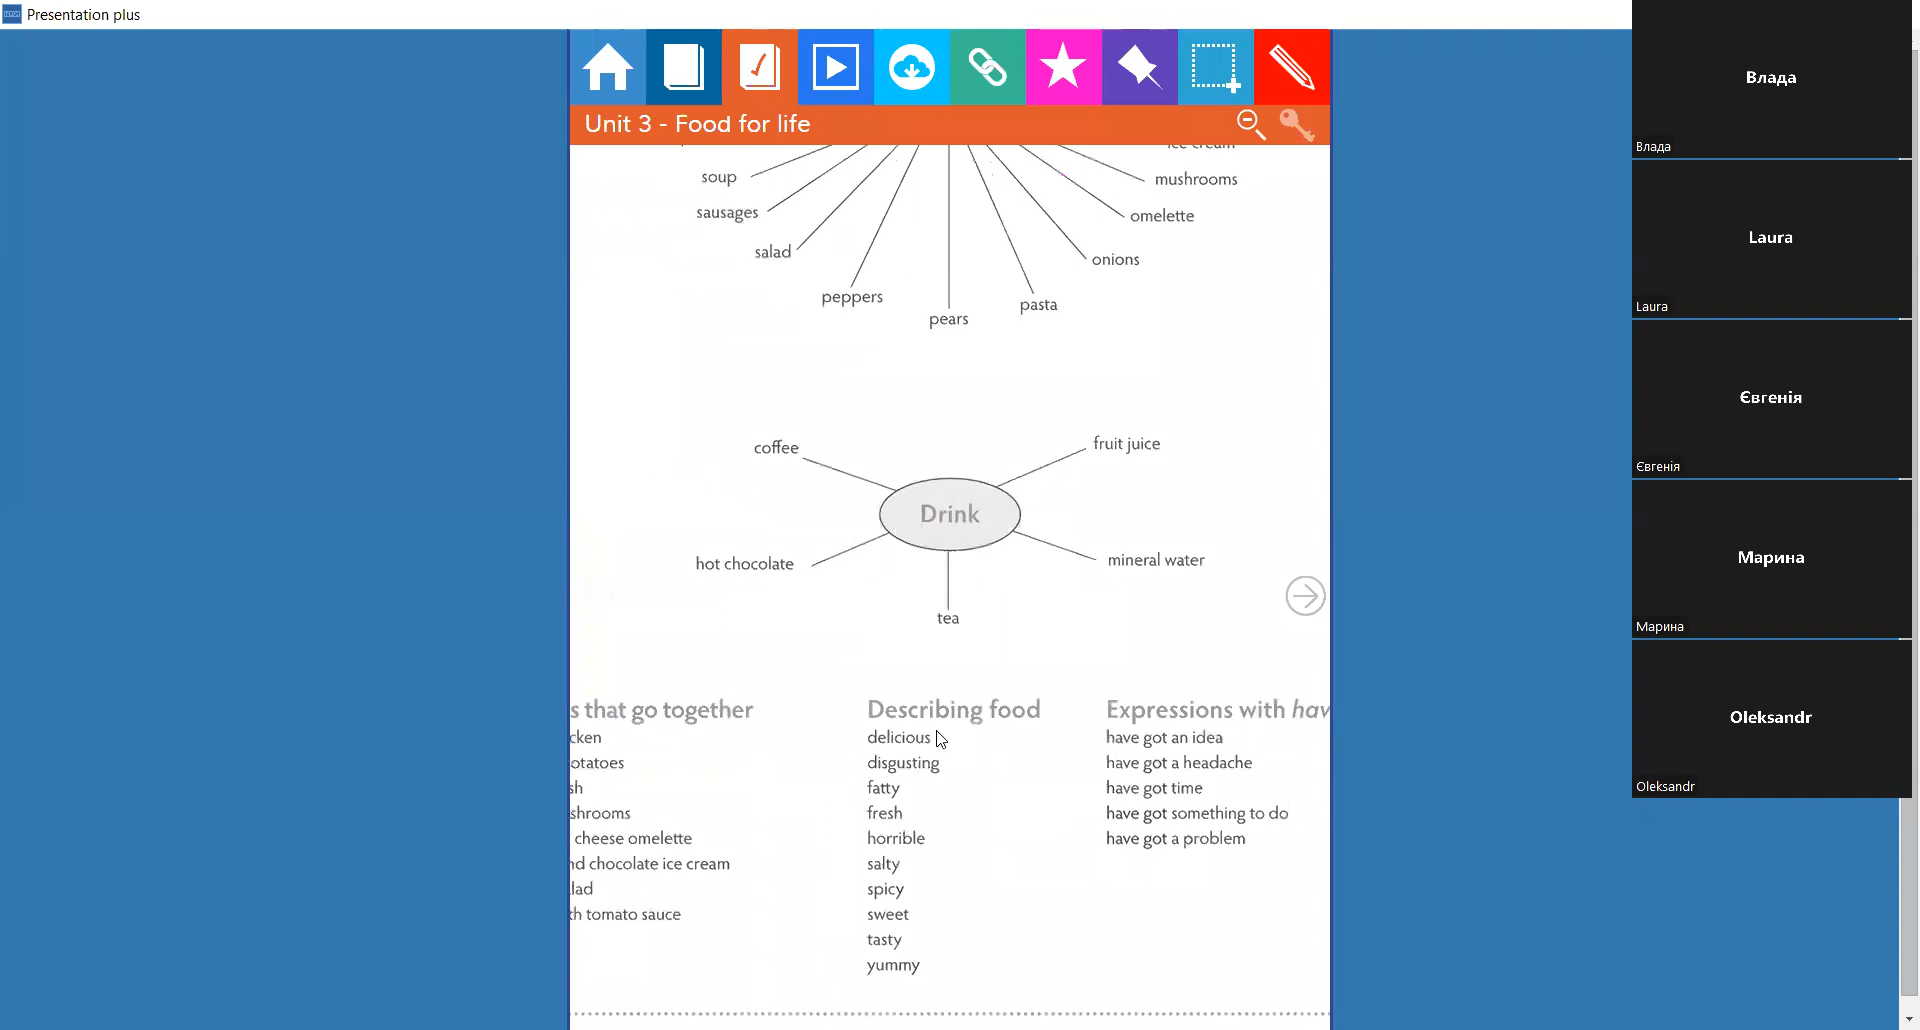 Presentation plus
Unit 3 - Food for life
ice cream
soup
mushrooms
sausages
omelette
salad
onions
peppers
pasta
pears
coffee
fruit juice
Drink
hot chocolate
mineral water
tea
s that go together
cken
otatoes
sh
shrooms
cheese omelette
nd chocolate ice cream
lad
th tomato sauce
Describing food
delicious
disgusting
fatty
fresh
horrible
salty
spicy
sweet
tasty
yummy
Expressions with hav
have got an idea
have got a headache
have got time
have got something to do
have got a problem
Влада
Влада
Laura
Laura
Євгенія
Євгенія
Марина
Марина
Oleksandr
Oleksandr